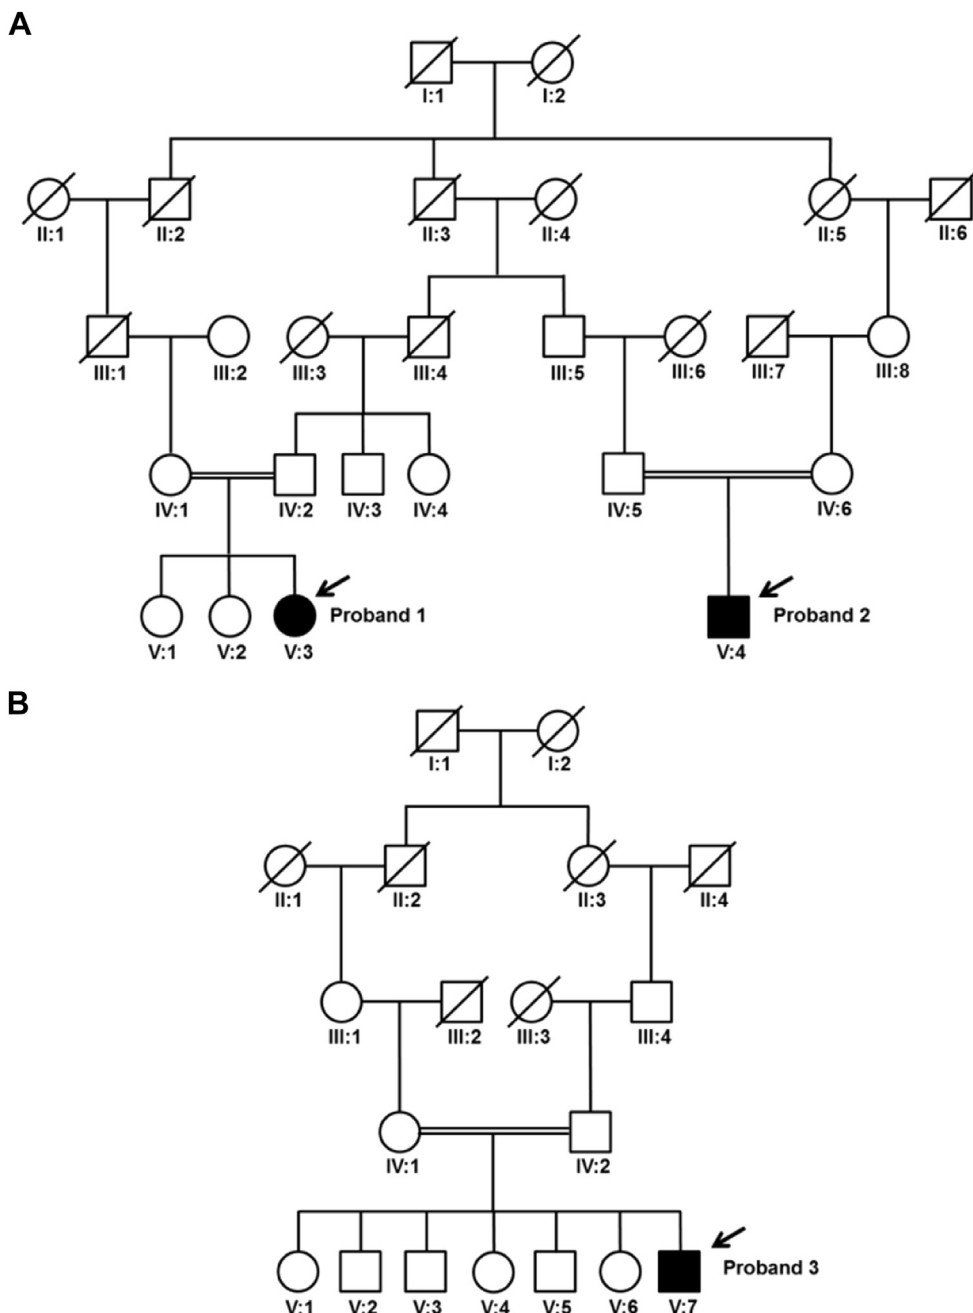 A
I:1 I:2
II:1 II:2 II:3 II:4 II:5 II:6
III:1 III:2 III:3 III:4 III:5 III:6 III:7 III:8
IV:1 IV:2 IV:3 IV:4 IV:5 IV:6
Proband 1 Proband 2
V:1 V:2 V:3 V:4
B
I:1 I:2
II:1 II:2 II:3 II:4
III:1 III:2 III:3 III:4
IV:1 IV:2
Proband 3
V:1 V:2 V:3 V:4 V:5 V:6 V:7